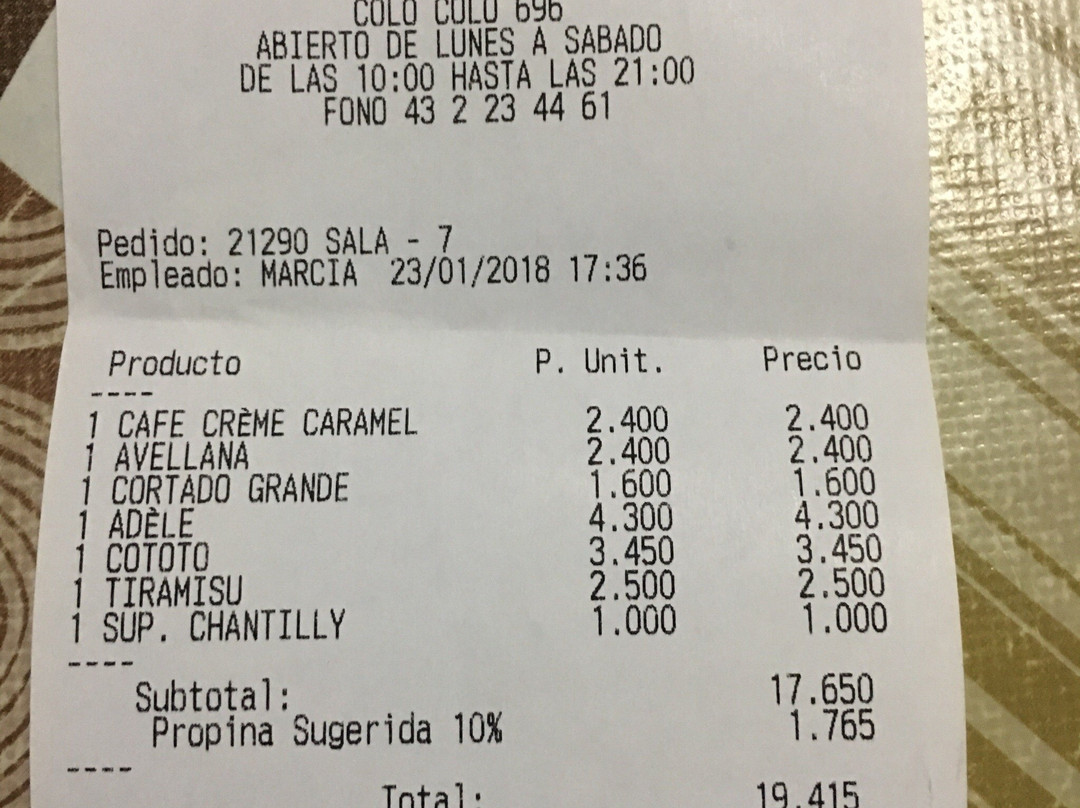 COLO COLO 696
ABIERTO DE LUNES A SABADO
DE LAS 10:00 HASTA LAS 21:00
FONO 43 2 23 44 61
Pedido: 21290 SALA - 7
Empleado: MARCIA 23/01/2018 17:36
Producto P. Unit. Precio
----
1 CAFE CRÈME CARAMEL 2.400 2.400
1 AVELLANA 2.400 2.400
1 CORTADO GRANDE 1.600 1.600
1 ADÈLE 4.300 4.300
1 COTOTO 3.450 3.450
1 TIRAMISU 2.500 2.500
1 SUP. CHANTILLY 1.000 1.000
----
Subtotal: 17.650
Propina Sugerida 10% 1.765
----
Total: 19.415